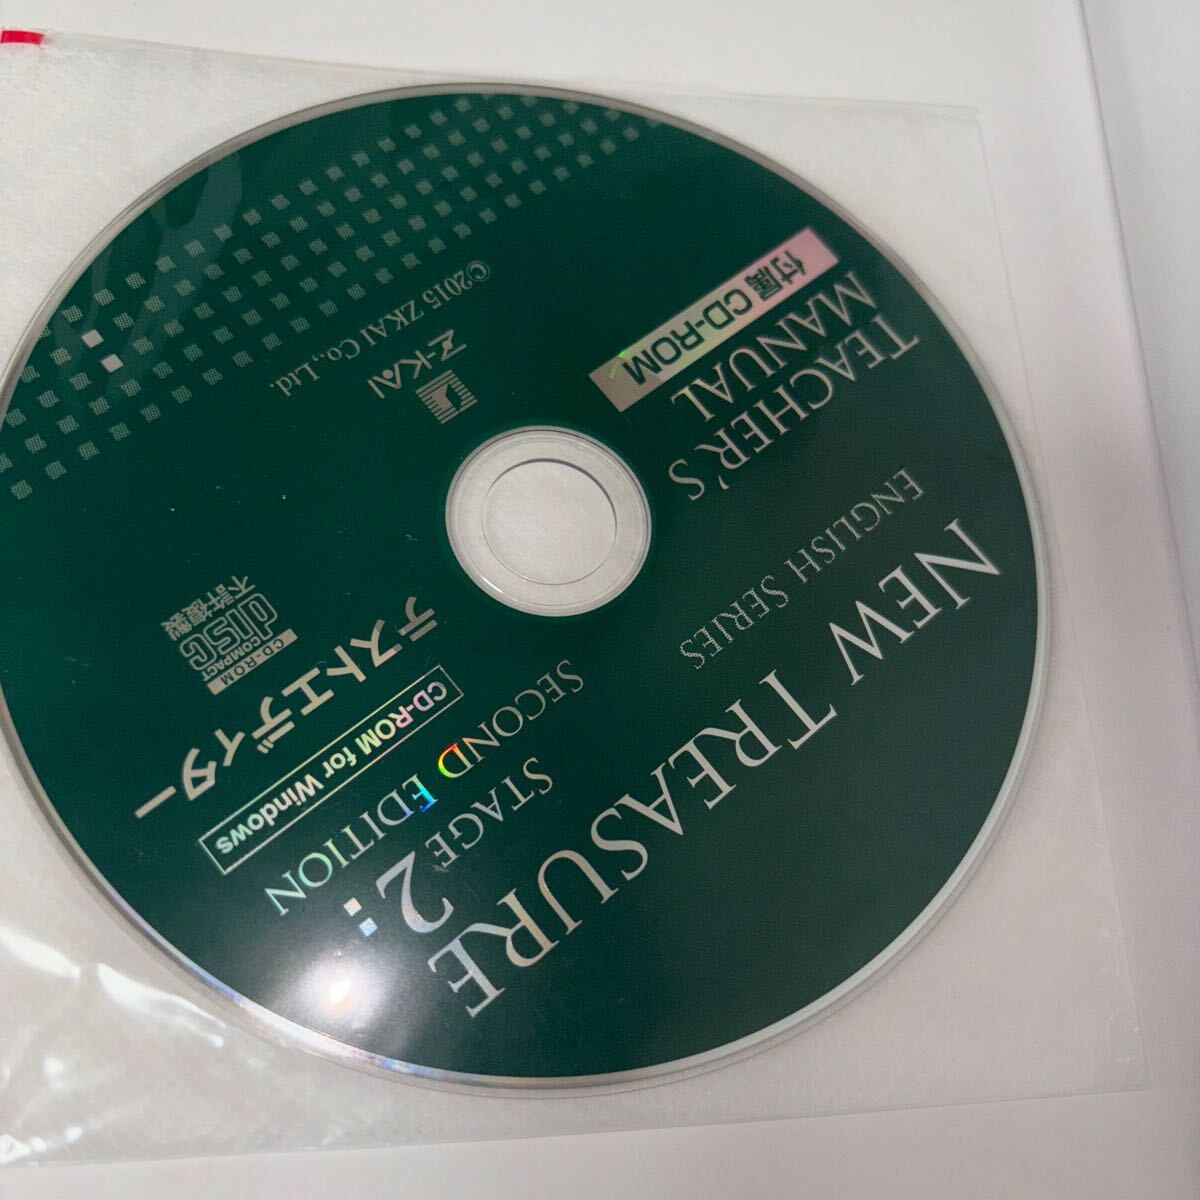 NEW TREASURE
ENGLISH SERIES
STAGE 2:
SECOND EDITION
TEACHER'S
MANUAL
付属 CD-ROM
CD-ROM for Windows
テストエディター
COMPACT
disc
CD-ROM
不許複製
Z-KAI
©2015 ZKAI Co., Ltd.